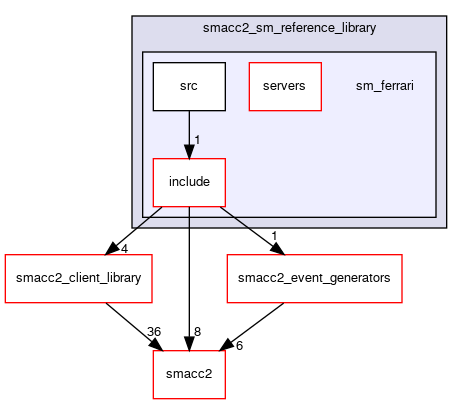 smacc2_sm_reference_library
src
servers
sm_ferrari
1
include
4
1
smacc2_client_library
smacc2_event_generators
36
8
6
smacc2